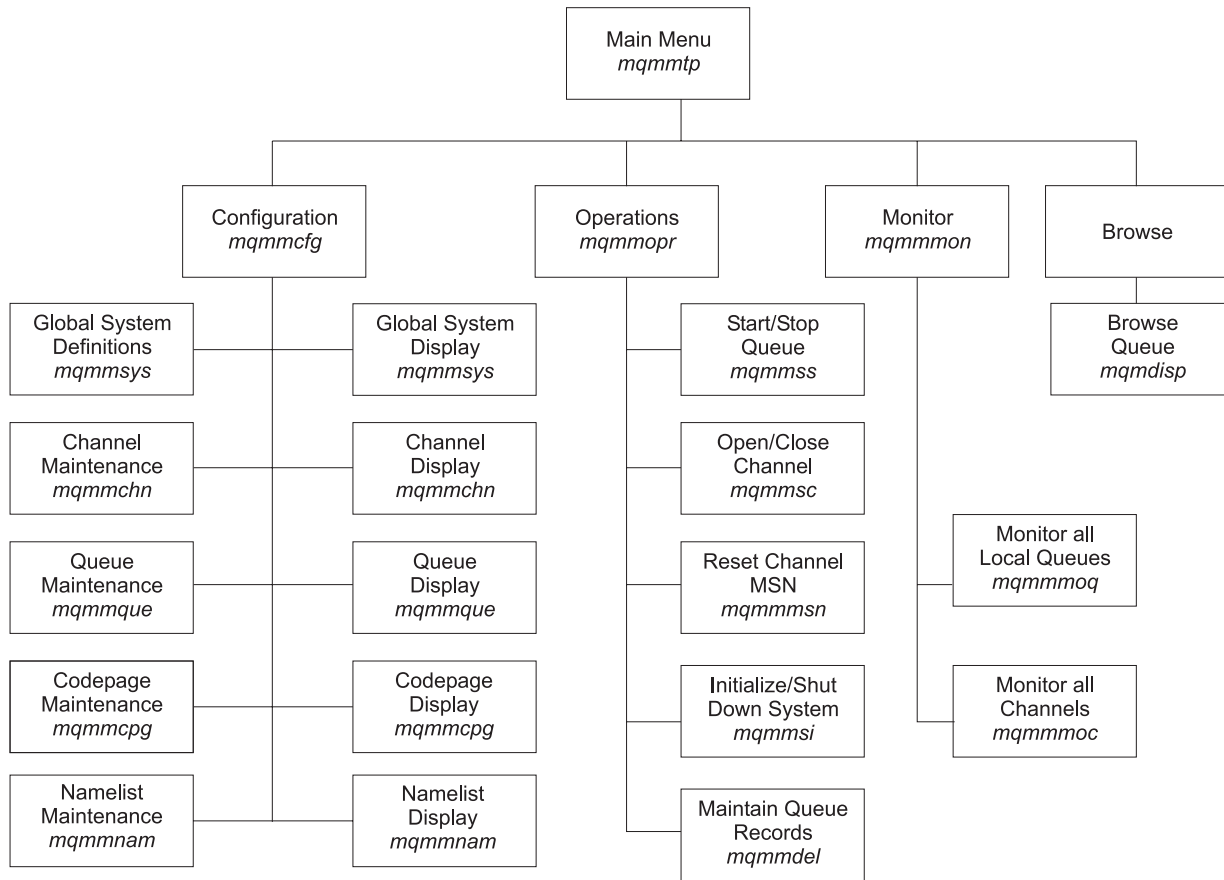 Main Menu
mqmmtp
Configuration
mqmmcfg
Operations
mqmmopr
Monitor
mqmmmon
Browse
Global System
Definitions
mqmmsys
Global System
Display
mqmmsys
Start/Stop
Queue
mqmmss
Browse
Queue
mqmdisp
Channel
Maintenance
mqmmchn
Channel
Display
mqmmchn
Open/Close
Channel
mqmmsc
Queue
Maintenance
mqmmque
Queue
Display
mqmmque
Reset Channel
MSN
mqmmmsn
Monitor all
Local Queues
mqmmmoq
Codepage
Maintenance
mqmmcpg
Codepage
Display
mqmmcpg
Initialize/Shut
Down System
mqmmsi
Monitor all
Channels
mqmmmoc
Namelist
Maintenance
mqmmnam
Namelist
Display
mqmmnam
Maintain Queue
Records
mqmmdel